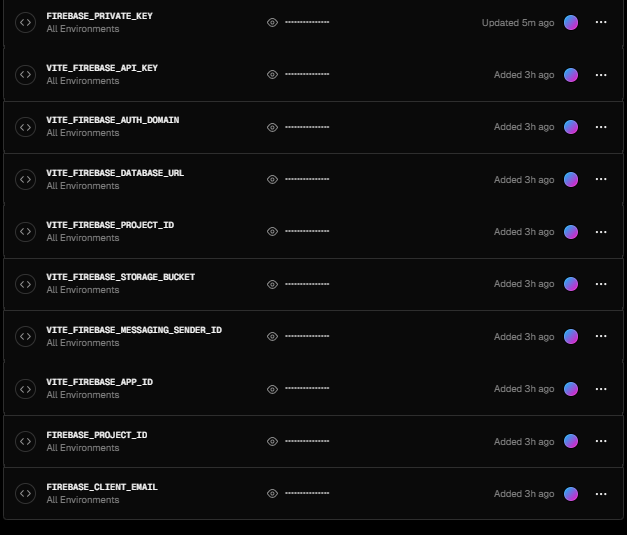 FIREBASE_PRIVATE_KEY
All Environments
••••••••••••••• Updated 5m ago
VITE_FIREBASE_API_KEY
All Environments
••••••••••••••• Added 3h ago
VITE_FIREBASE_AUTH_DOMAIN
All Environments
••••••••••••••• Added 3h ago
VITE_FIREBASE_DATABASE_URL
All Environments
••••••••••••••• Added 3h ago
VITE_FIREBASE_PROJECT_ID
All Environments
••••••••••••••• Added 3h ago
VITE_FIREBASE_STORAGE_BUCKET
All Environments
••••••••••••••• Added 3h ago
VITE_FIREBASE_MESSAGING_SENDER_ID
All Environments
••••••••••••••• Added 3h ago
VITE_FIREBASE_APP_ID
All Environments
••••••••••••••• Added 3h ago
FIREBASE_PROJECT_ID
All Environments
••••••••••••••• Added 3h ago
FIREBASE_CLIENT_EMAIL
All Environments
••••••••••••••• Added 3h ago